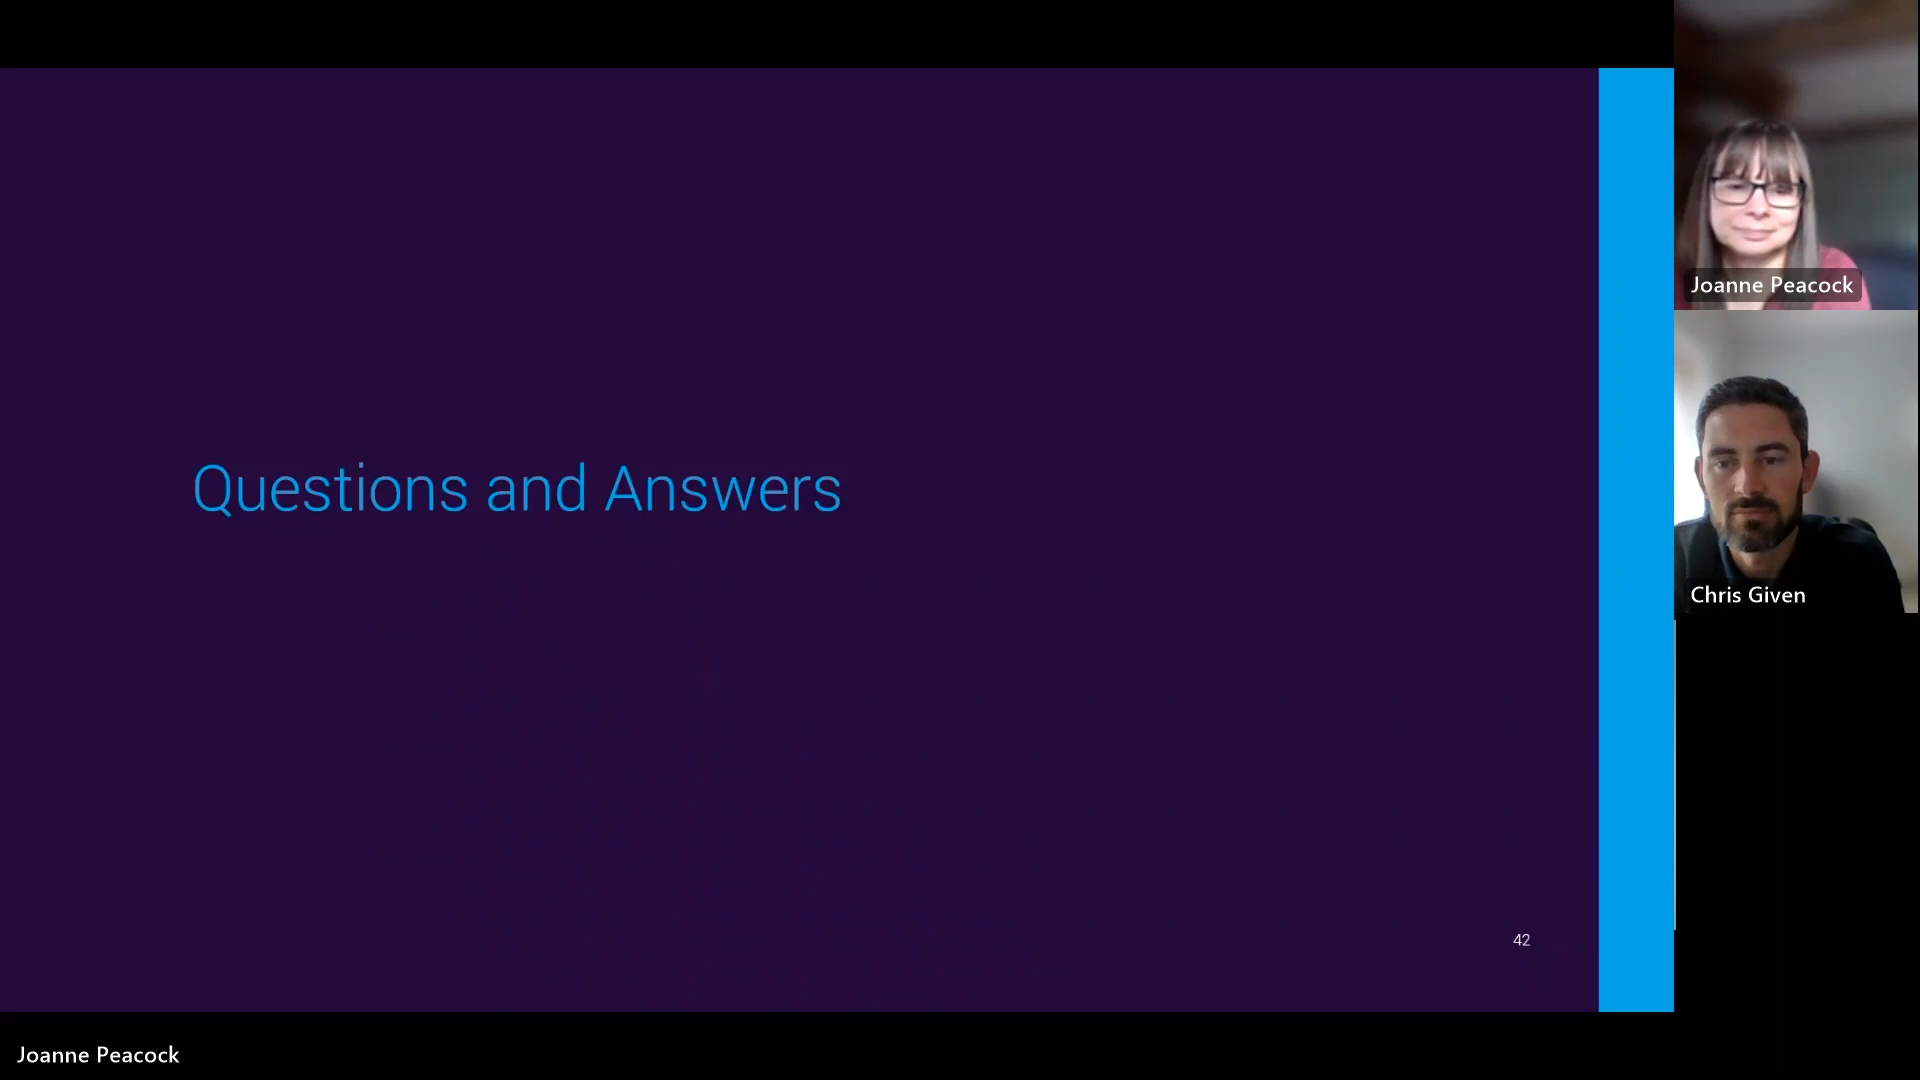 Questions and Answers
42
Joanne Peacock
Chris Given
Joanne Peacock